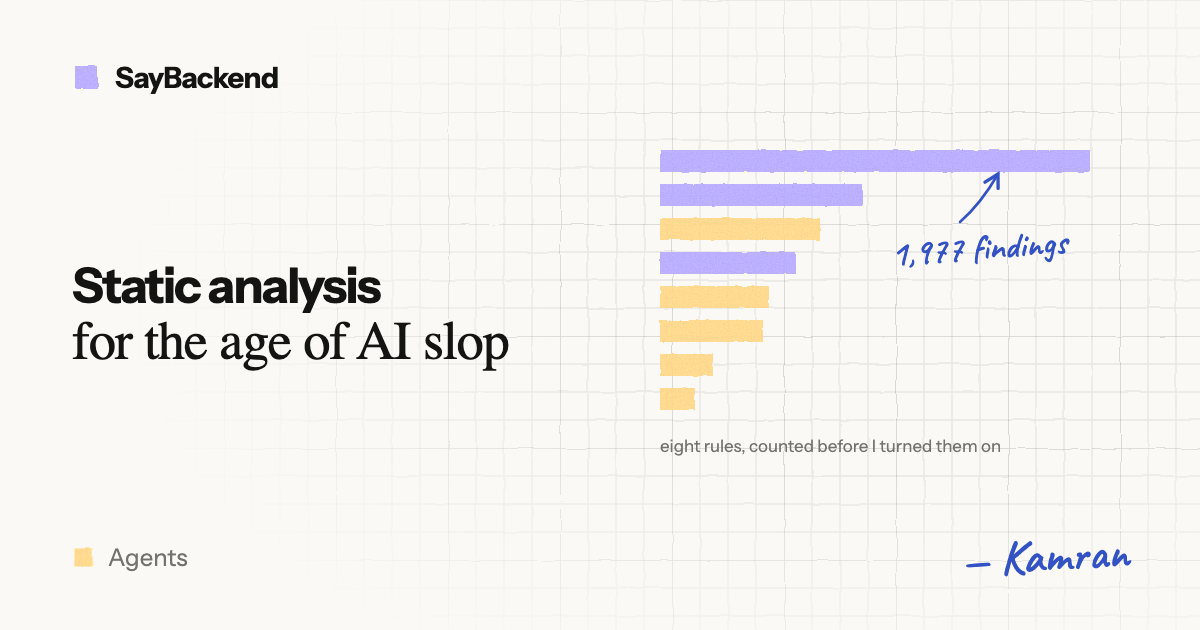 SayBackend
Static analysis
for the age of AI slop
1,977 findings
eight rules, counted before I turned them on
Agents
– Kamran